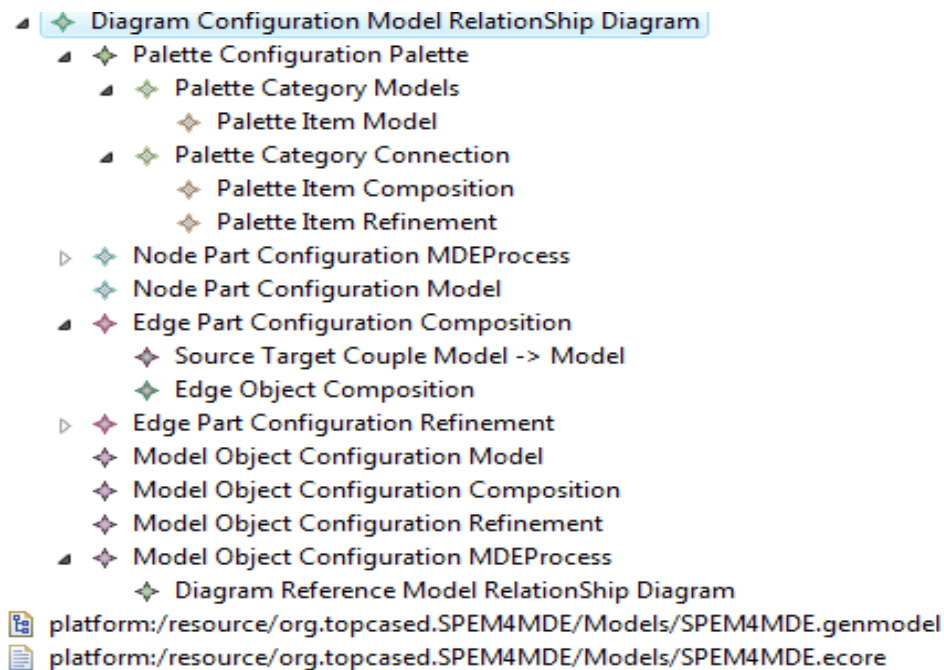 Diagram Configuration Model RelationShip Diagram
Palette Configuration Palette
Palette Category Models
Palette Item Model
Palette Category Connection
Palette Item Composition
Palette Item Refinement
Node Part Configuration MDEProcess
Node Part Configuration Model
Edge Part Configuration Composition
Source Target Couple Model -> Model
Edge Object Composition
Edge Part Configuration Refinement
Model Object Configuration Model
Model Object Configuration Composition
Model Object Configuration Refinement
Model Object Configuration MDEProcess
Diagram Reference Model RelationShip Diagram
platform:/resource/org.topcased.SPEM4MDE/Models/SPEM4MDE.genmodel
platform:/resource/org.topcased.SPEM4MDE/Models/SPEM4MDE.ecore